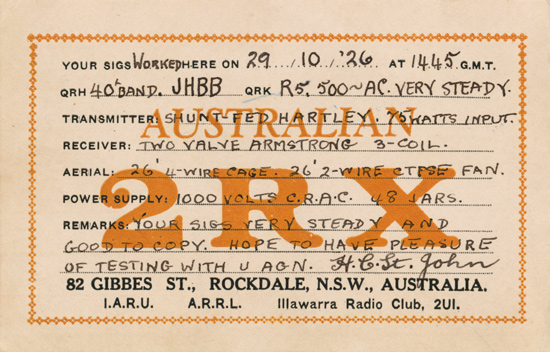 YOUR SIGS WORKED HERE ON 29 / 10 / '26 AT 1445 G.M.T.
QRH 40 BAND. JHBB QRK R5, 500~ AC. VERY STEADY.
TRANSMITTER: SHUNT-FED HARTLEY. 75 WATTS INPUT.
AUSTRALIAN
RECEIVER: TWO VALVE ARMSTRONG 3-COIL.
AERIAL: 26' 4-WIRE CAGE. 26' 2-WIRE FAN.
2RX
POWER SUPPLY: 1000 VOLTS C.R.A.C. 48 JARS.
REMARKS: YOUR SIGS VERY STEADY AND
GOOD TO COPY. HOPE TO HAVE PLEASURE
OF TESTING WITH U AGN. H.C.St. John
82 GIBBES ST., ROCKDALE, N.S.W., AUSTRALIA.
I.A.R.U. A.R.R.L. Illawarra Radio Club, 2UI.